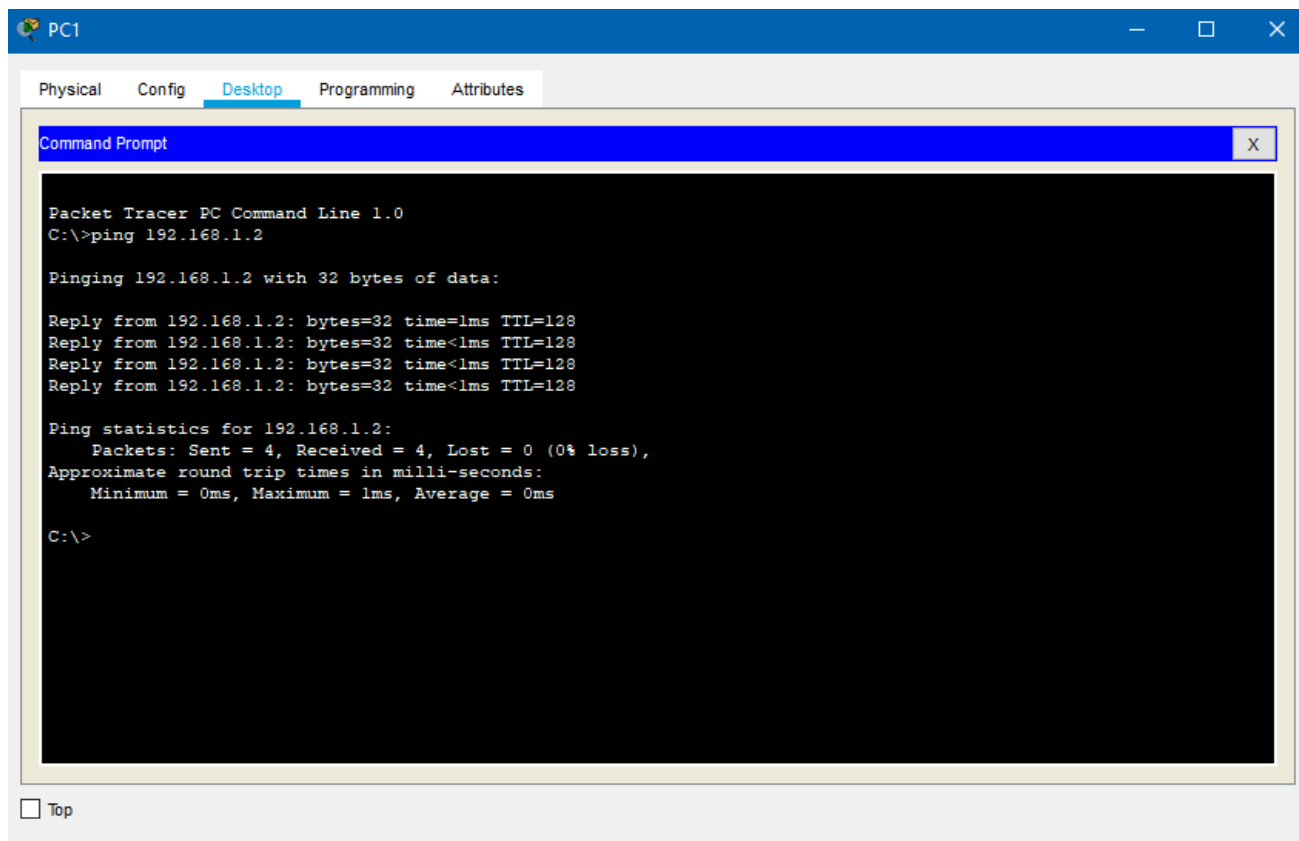 PC1
Physical Config Desktop Programming Attributes
Command Prompt X
Packet Tracer PC Command Line 1.0
C:\>ping 192.168.1.2
Pinging 192.168.1.2 with 32 bytes of data:
Reply from 192.168.1.2: bytes=32 time=1ms TTL=128
Reply from 192.168.1.2: bytes=32 time<1ms TTL=128
Reply from 192.168.1.2: bytes=32 time<1ms TTL=128
Reply from 192.168.1.2: bytes=32 time<1ms TTL=128
Ping statistics for 192.168.1.2:
Packets: Sent = 4, Received = 4, Lost = 0 (0% loss),
Approximate round trip times in milli-seconds:
Minimum = 0ms, Maximum = 1ms, Average = 0ms
C:\>
Top